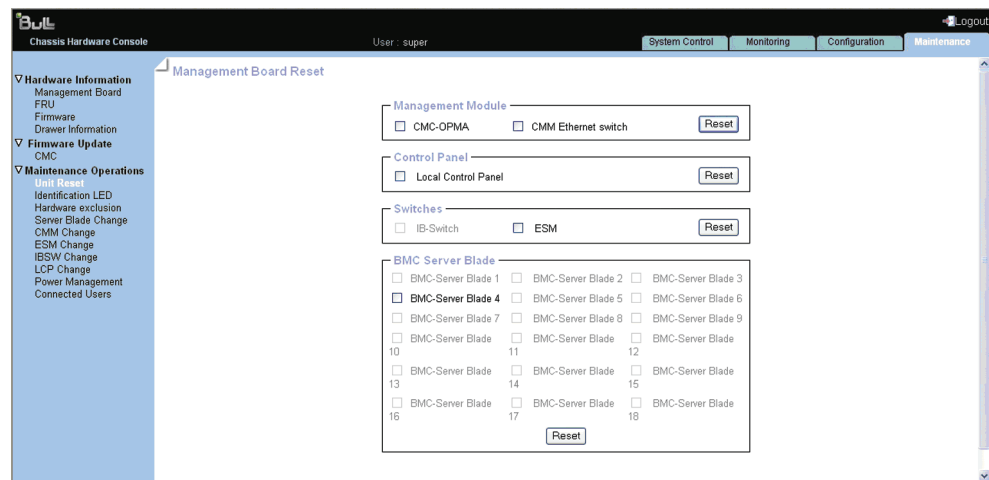 Bull
Logout
Chassis Hardware Console
User : super
System Control
Monitoring
Configuration
Maintenance
Hardware Information
Management Board
FRU
Firmware
Drawer Information
Firmware Update
CMC
Maintenance Operations
Unit Reset
Identification LED
Hardware exclusion
Server Blade Change
CMM Change
ESM Change
IBSW Change
LCP Change
Power Management
Connected Users
Management Board Reset
Management Module
CMC-OPMA
CMM Ethernet switch
Reset
Control Panel
Local Control Panel
Reset
Switches
IB-Switch
ESM
Reset
BMC Server Blade
BMC-Server Blade 1
BMC-Server Blade 2
BMC-Server Blade 3
BMC-Server Blade 4
BMC-Server Blade 5
BMC-Server Blade 6
BMC-Server Blade 7
BMC-Server Blade 8
BMC-Server Blade 9
BMC-Server Blade
10
BMC-Server Blade
11
BMC-Server Blade
12
BMC-Server Blade
13
BMC-Server Blade
14
BMC-Server Blade
15
BMC-Server Blade
16
BMC-Server Blade
17
BMC-Server Blade
18
Reset